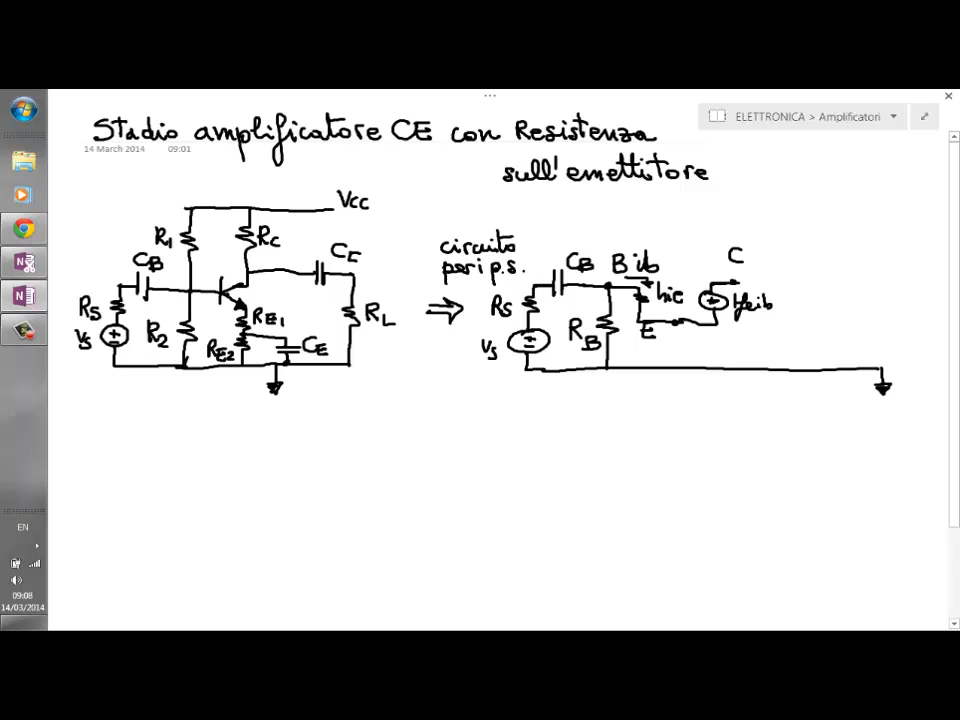 Stadio amplificatore CE con Resistenza
sull'emettitore
14 March 2014 09:01
ELETTRONICA > Amplificatori
Vcc
R1
RC
CB
CC
RS
VS
R2
RE1
RE2
CE
RL
circuito
per i p.s.
CB
B
ib
C
RS
hie
hfeib
VS
RB
E
EN
09:08
14/03/2014